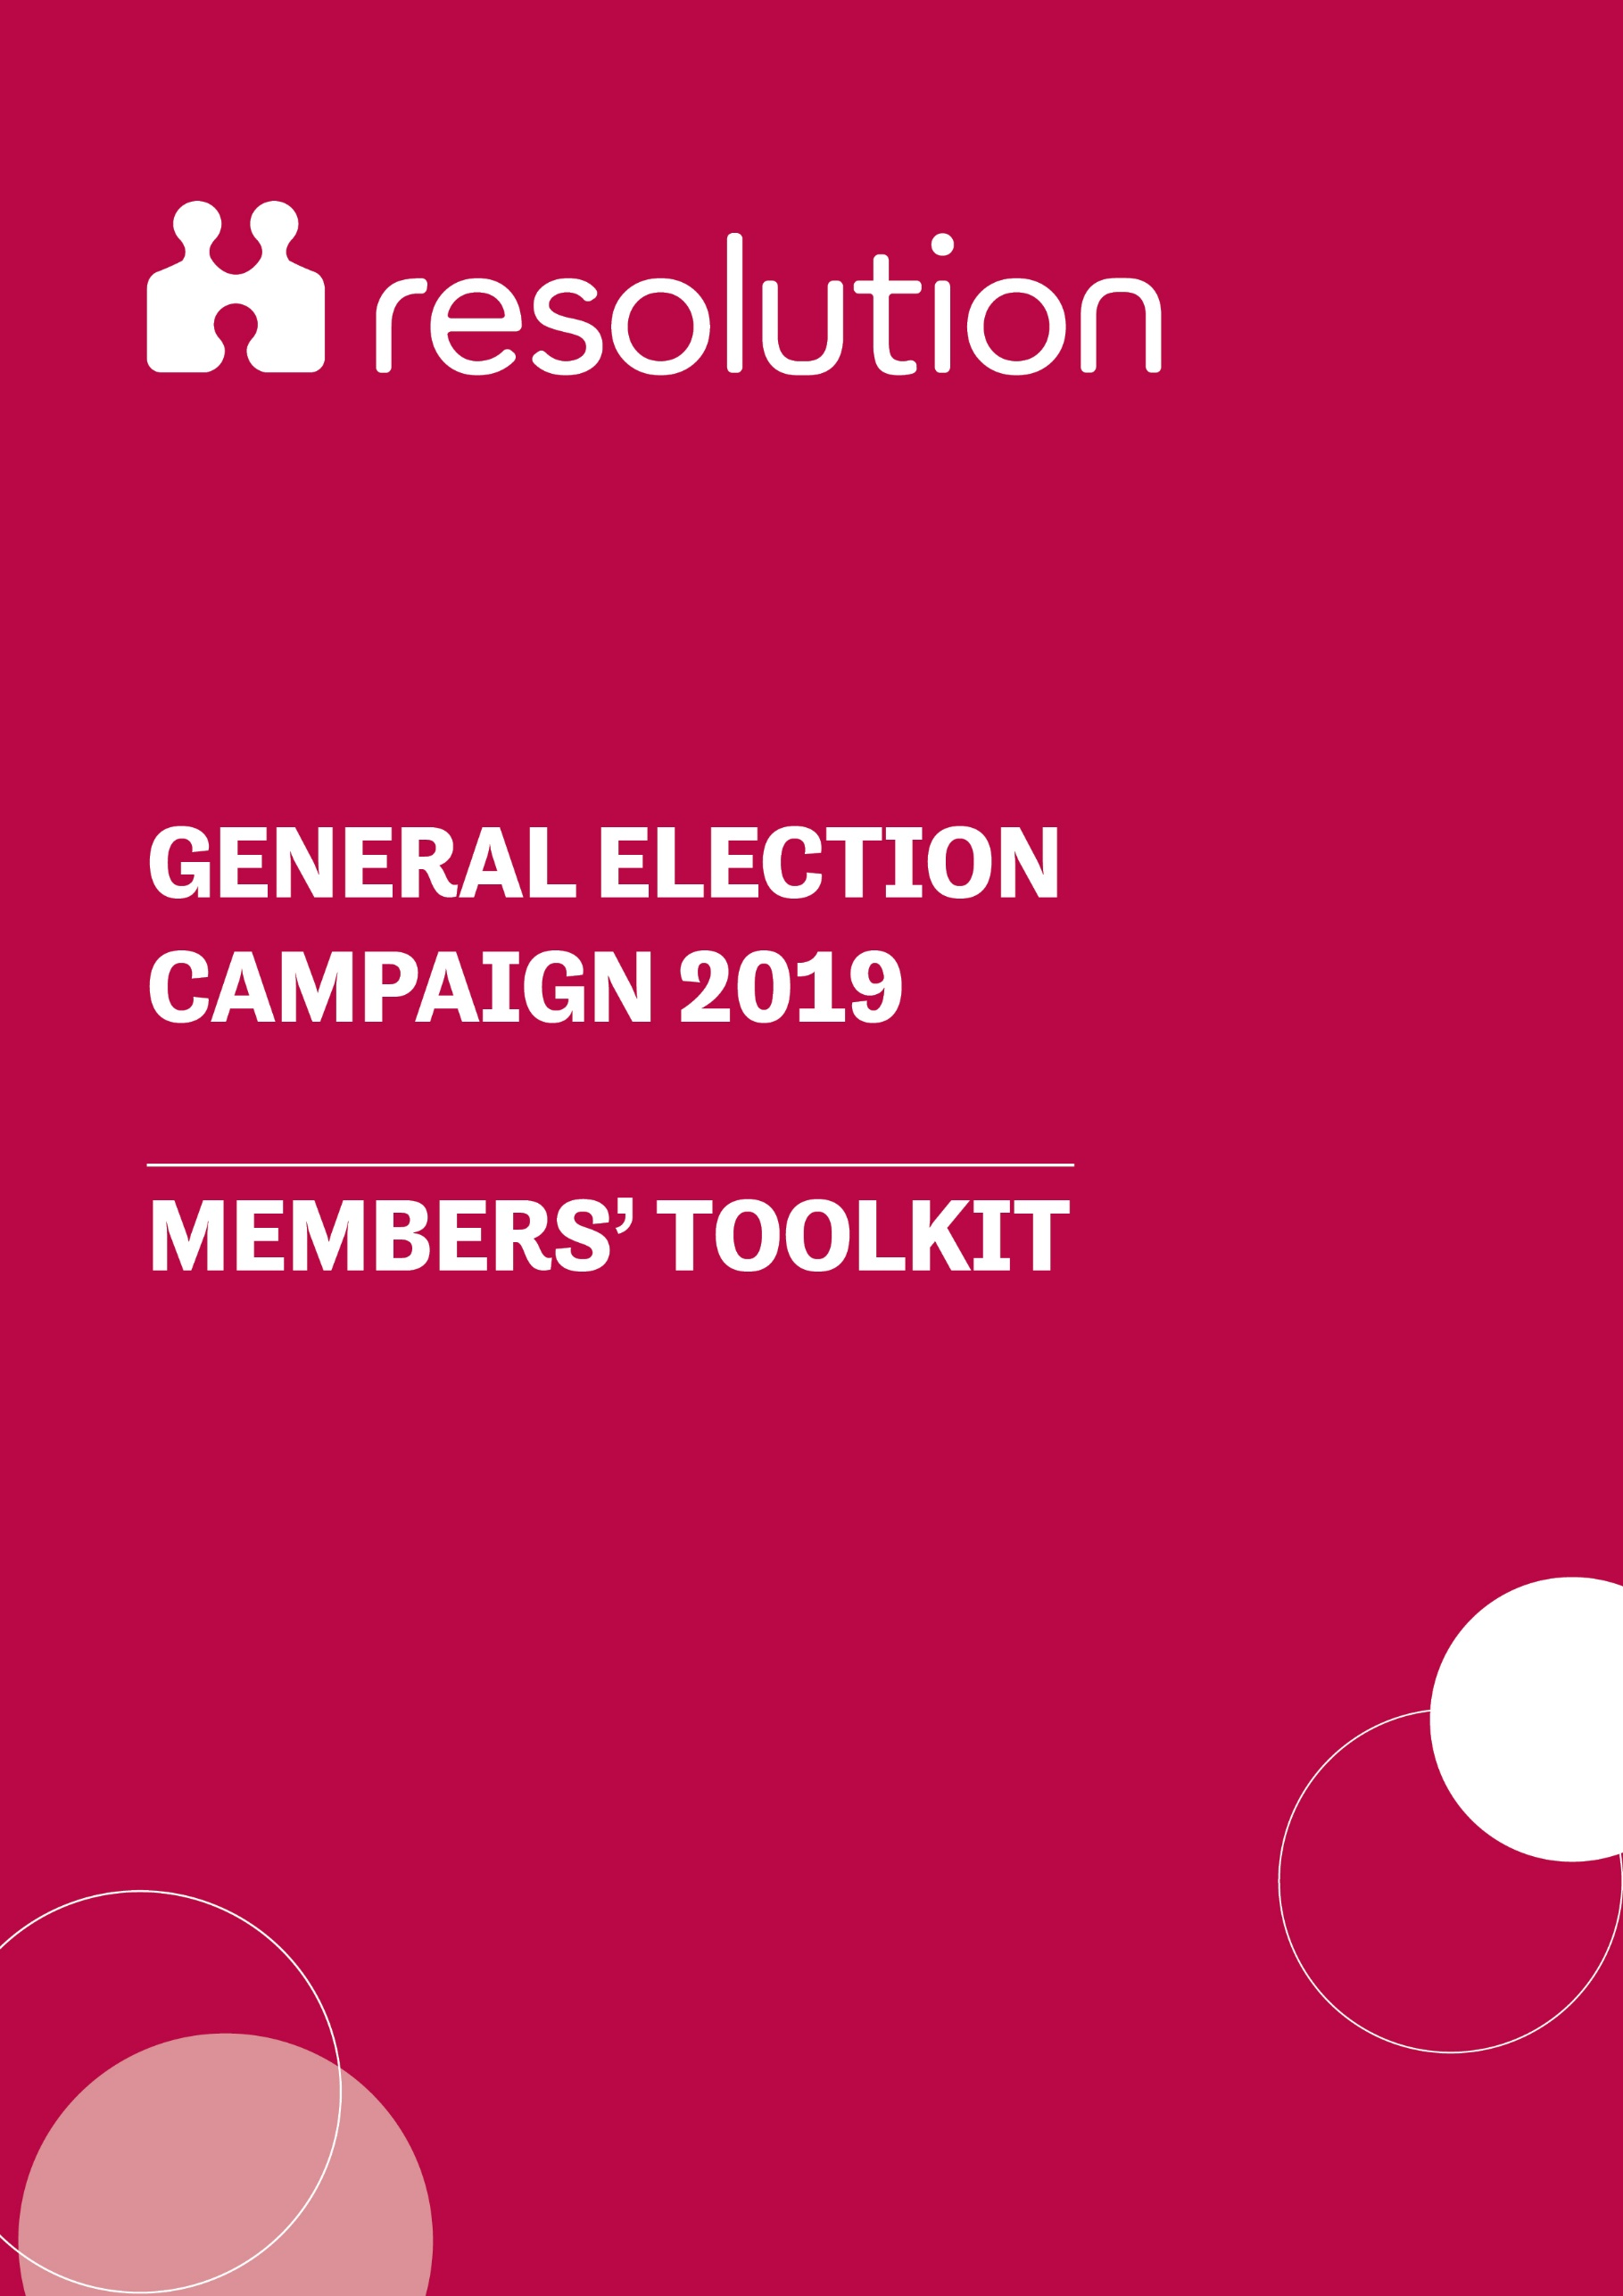 resolution
GENERAL ELECTION
CAMPAIGN 2019
MEMBERS’ TOOLKIT